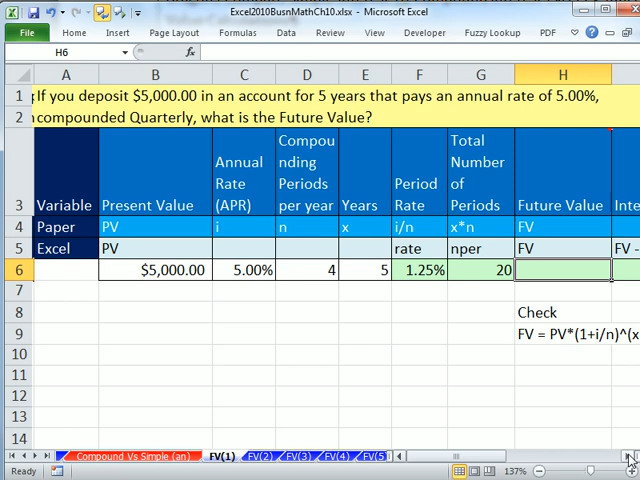 Excel2010BusnMathCh10.xlsx - Microsoft Excel
File Home Insert Page Layout Formulas Data Review View Developer Fuzzy Lookup PDF
H6 fx
A B C D E F G H
1 If you deposit $5,000.00 in an account for 5 years that pays an annual rate of 5.00%,
2 compounded Quarterly, what is the Future Value?
3 Variable Present Value Annual Rate (APR) Compou nding Periods per year Years Period Rate Total Number of Periods Future Value Inte
4 Paper PV i n x i/n x*n FV
5 Excel PV rate nper FV FV -
6 $5,000.00 5.00% 4 5 1.25% 20
7
8 Check
9 FV = PV*(1+i/n)^(x
10
11
12
13
14
Compound Vs Simple (an) FV(1) FV(2) FV(3) FV(4) FV(5
Ready 137%